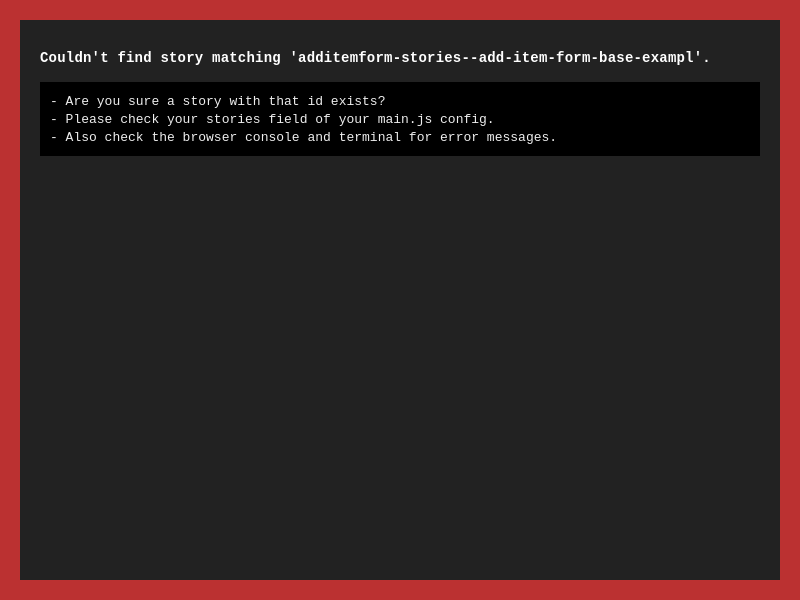 Couldn't find story matching 'additemform-stories--add-item-form-base-exampl'.
- Are you sure a story with that id exists?
- Please check your stories field of your main.js config.
- Also check the browser console and terminal for error messages.